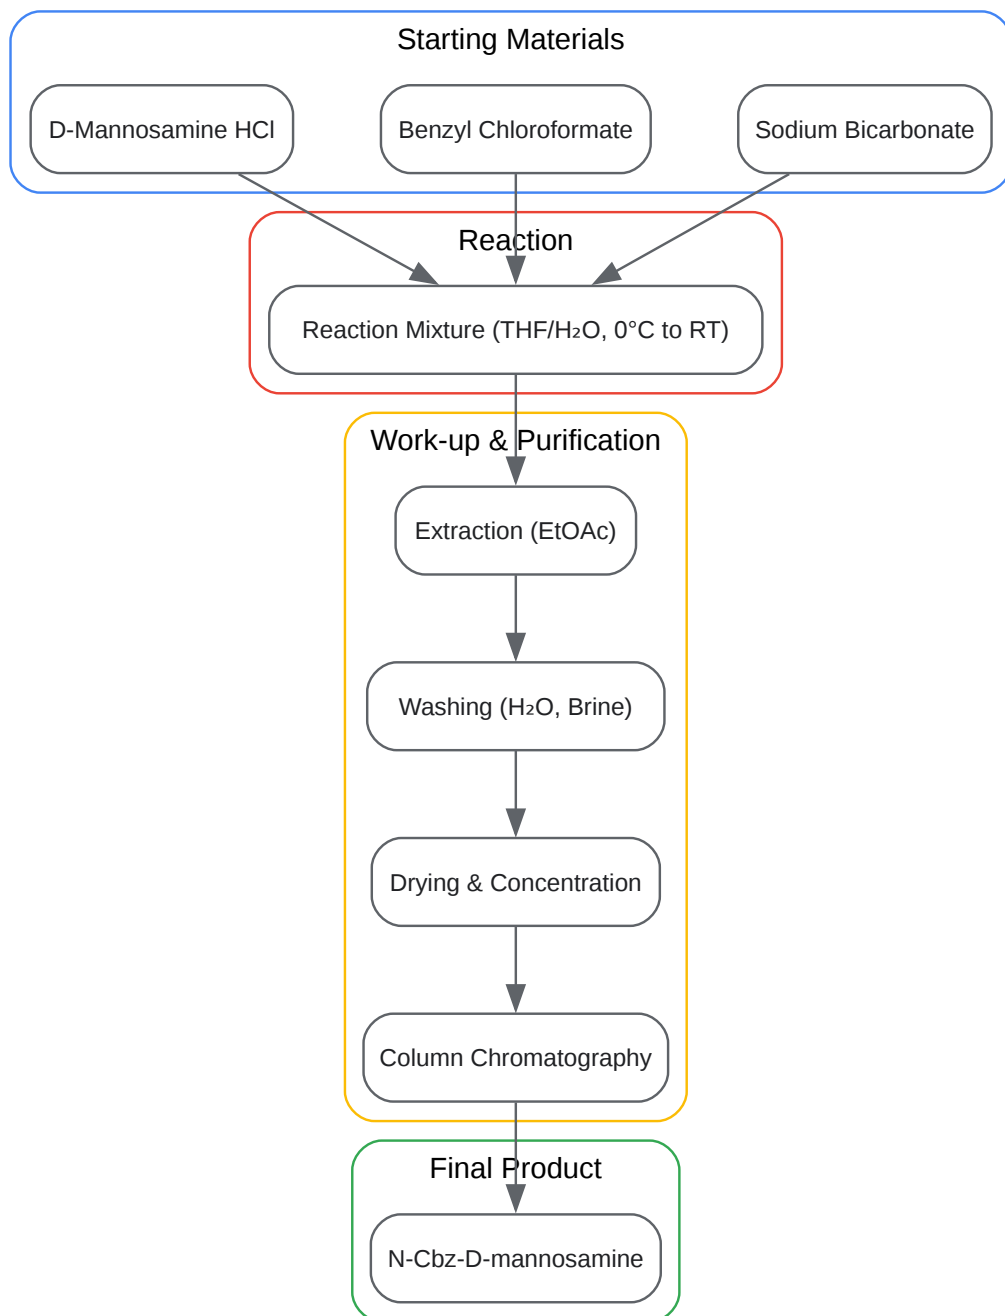 Starting Materials
D-Mannosamine HCl
Benzyl Chloroformate
Sodium Bicarbonate
Reaction
Reaction Mixture (THF/H₂O, 0°C to RT)
Work-up & Purification
Extraction (EtOAc)
Washing (H₂O, Brine)
Drying & Concentration
Column Chromatography
Final Product
N-Cbz-D-mannosamine